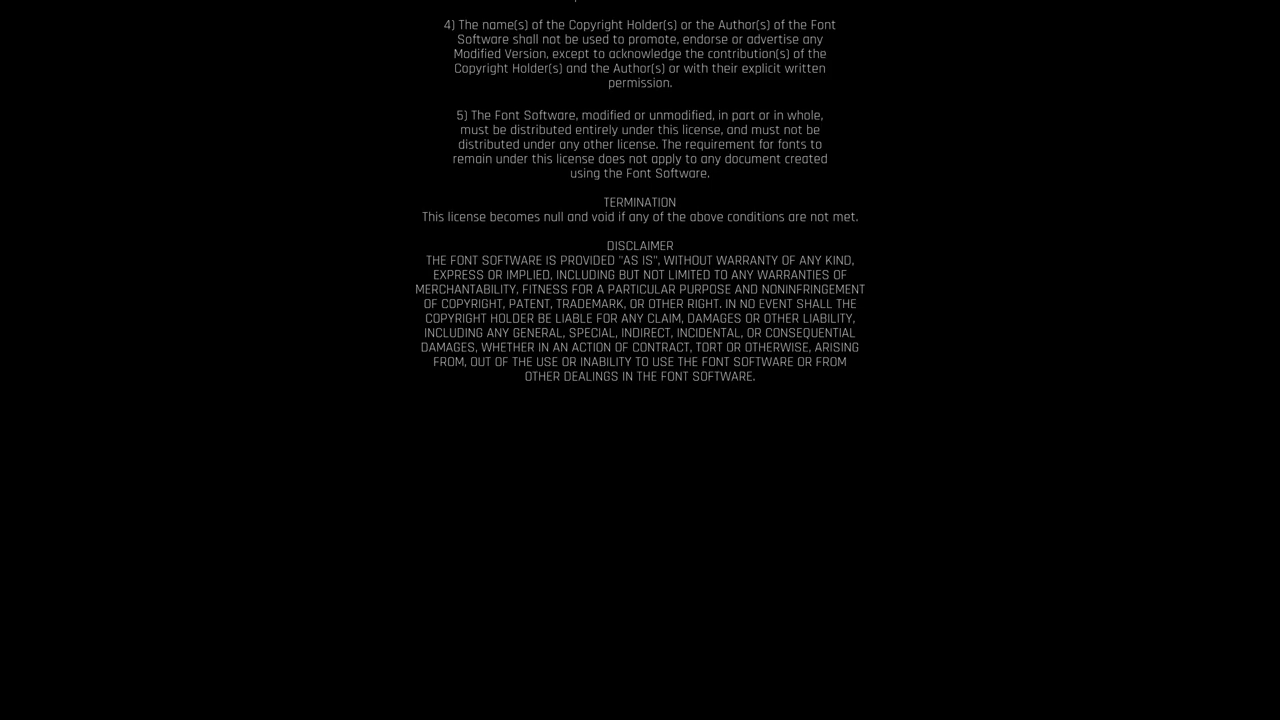 4) The name(s) of the Copyright Holder(s) or the Author(s) of the Font
Software shall not be used to promote, endorse or advertise any
Modified Version, except to acknowledge the contribution(s) of the
Copyright Holder(s) and the Author(s) or with their explicit written
permission.
5) The Font Software, modified or unmodified, in part or in whole,
must be distributed entirely under this license, and must not be
distributed under any other license. The requirement for fonts to
remain under this license does not apply to any document created
using the Font Software.
TERMINATION
This license becomes null and void if any of the above conditions are not met.
DISCLAIMER
THE FONT SOFTWARE IS PROVIDED "AS IS", WITHOUT WARRANTY OF ANY KIND,
EXPRESS OR IMPLIED, INCLUDING BUT NOT LIMITED TO ANY WARRANTIES OF
MERCHANTABILITY, FITNESS FOR A PARTICULAR PURPOSE AND NONINFRINGEMENT
OF COPYRIGHT, PATENT, TRADEMARK, OR OTHER RIGHT. IN NO EVENT SHALL THE
COPYRIGHT HOLDER BE LIABLE FOR ANY CLAIM, DAMAGES OR OTHER LIABILITY,
INCLUDING ANY GENERAL, SPECIAL, INDIRECT, INCIDENTAL, OR CONSEQUENTIAL
DAMAGES, WHETHER IN AN ACTION OF CONTRACT, TORT OR OTHERWISE, ARISING
FROM, OUT OF THE USE OR INABILITY TO USE THE FONT SOFTWARE OR FROM
OTHER DEALINGS IN THE FONT SOFTWARE.